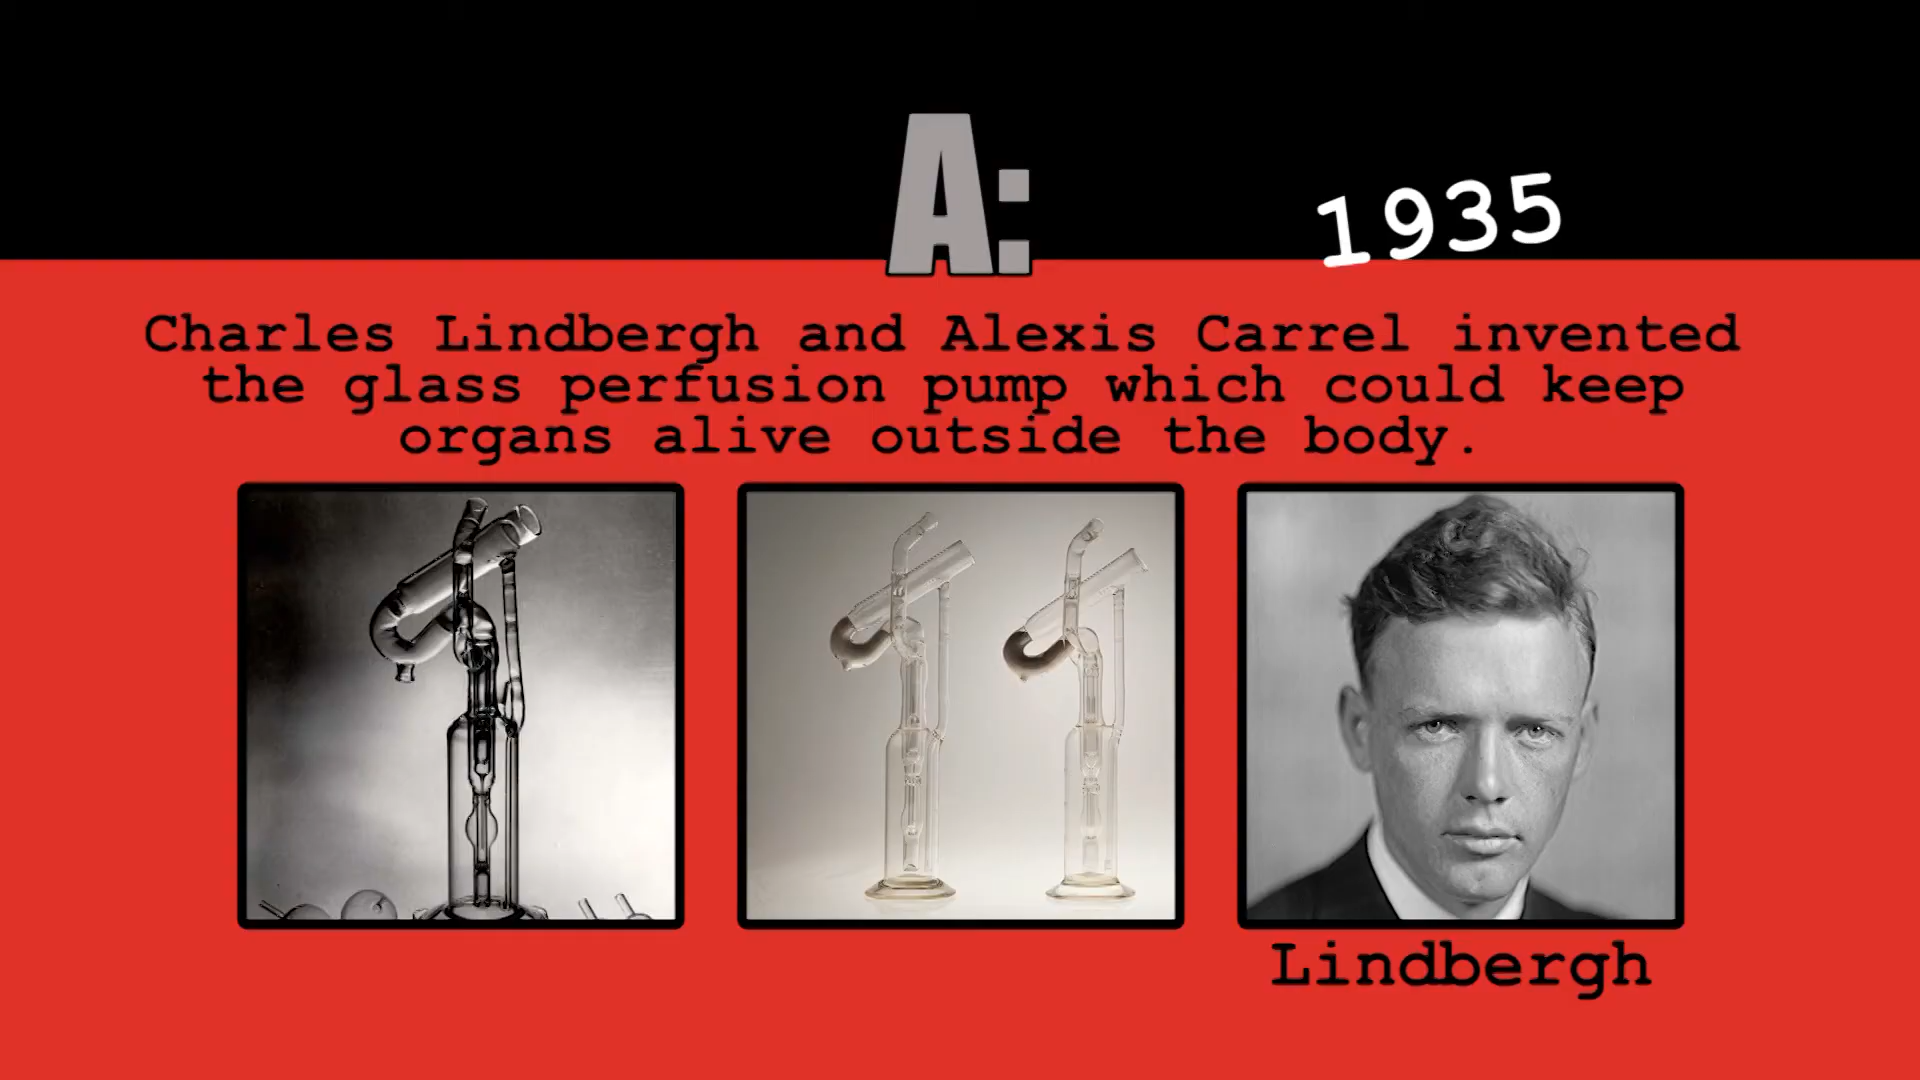 A:
1935
Charles Lindbergh and Alexis Carrel invented
the glass perfusion pump which could keep
organs alive outside the body.
Lindbergh